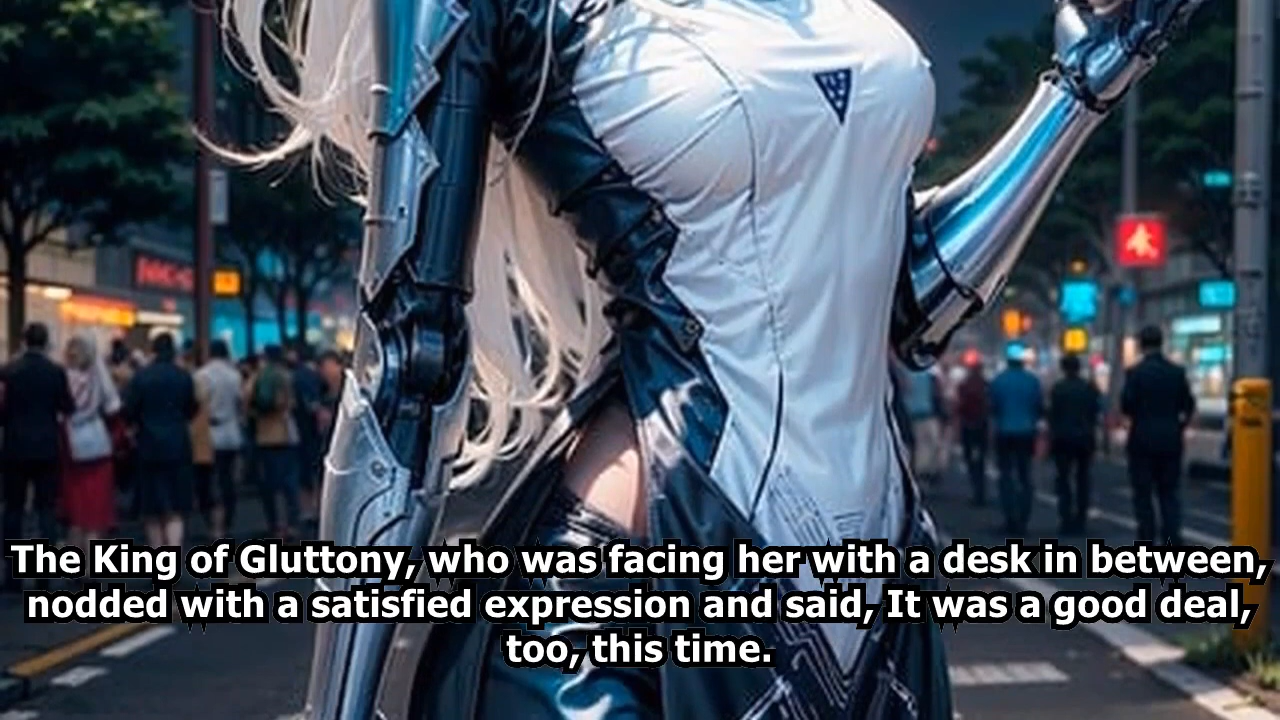 The King of Gluttony, who was facing her with a desk in between,
nodded with a satisfied expression and said, It was a good deal,
too, this time.